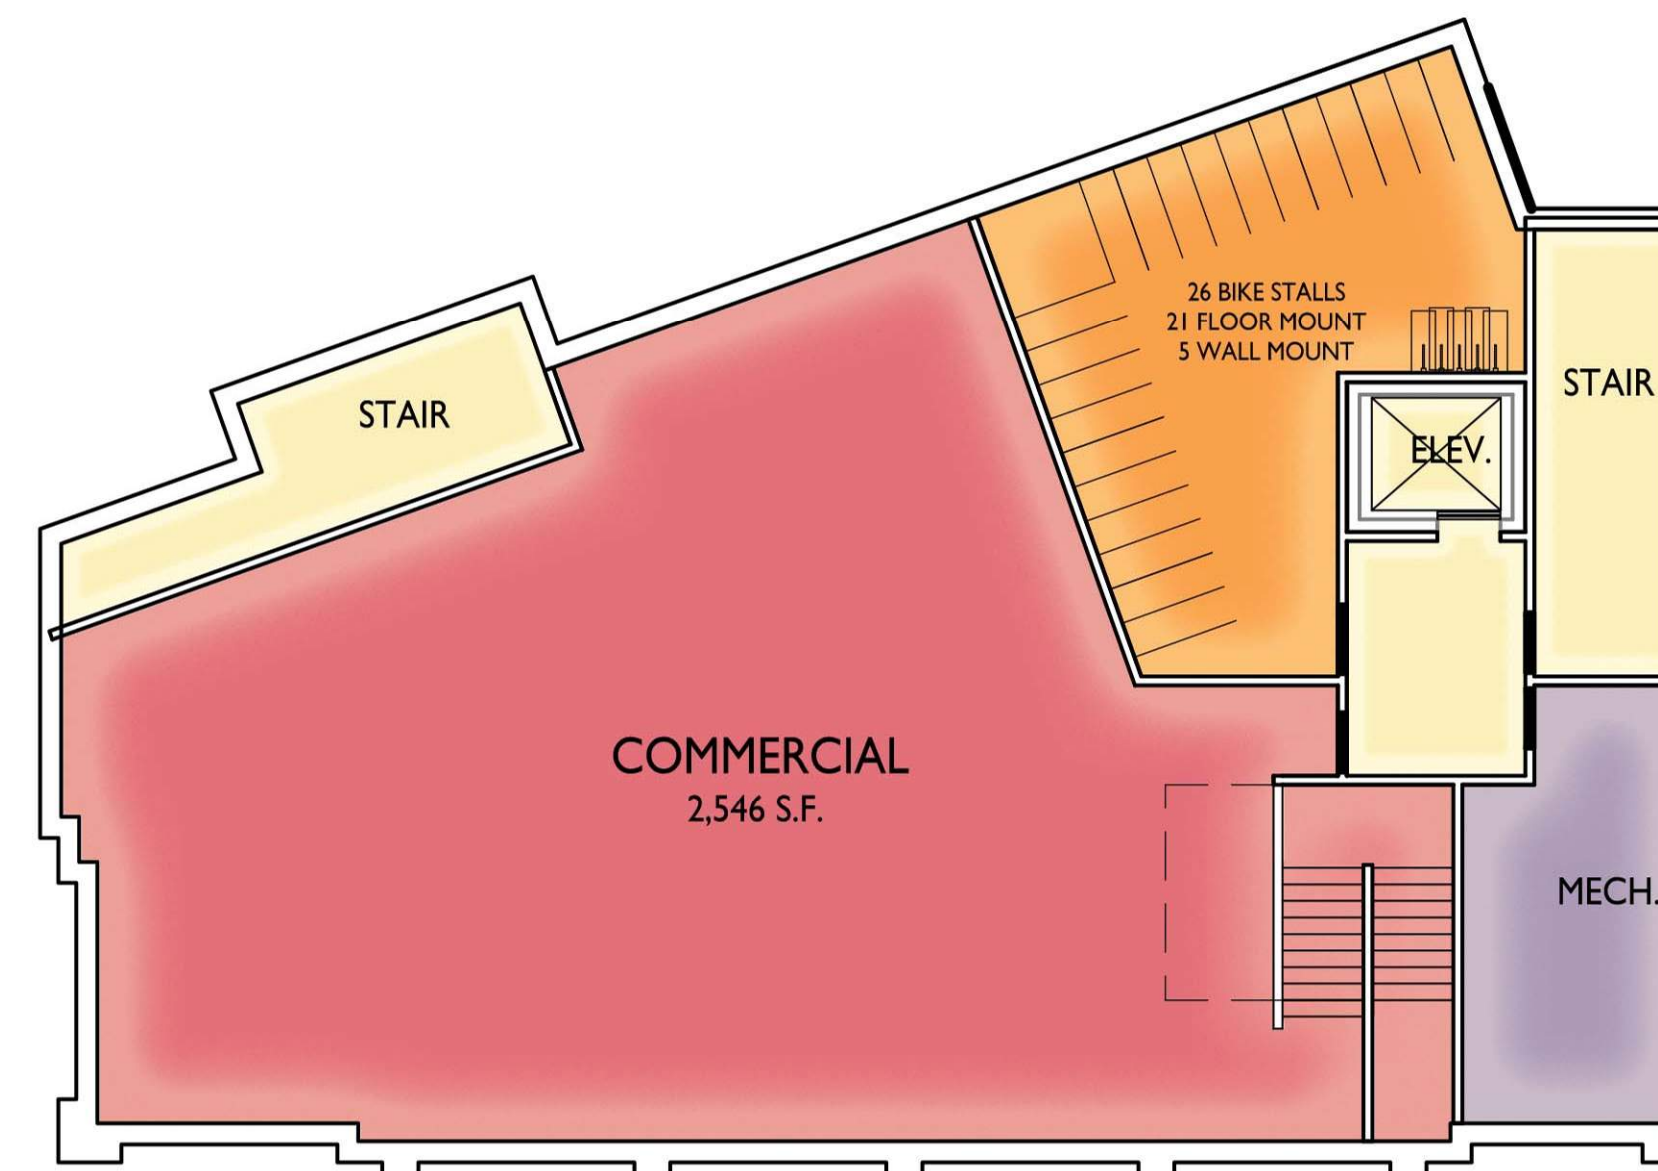 26 BIKE STALLS
21 FLOOR MOUNT
5 WALL MOUNT
STAIR
STAIR
ELEV.
COMMERCIAL
2,546 S.F.
MECH.